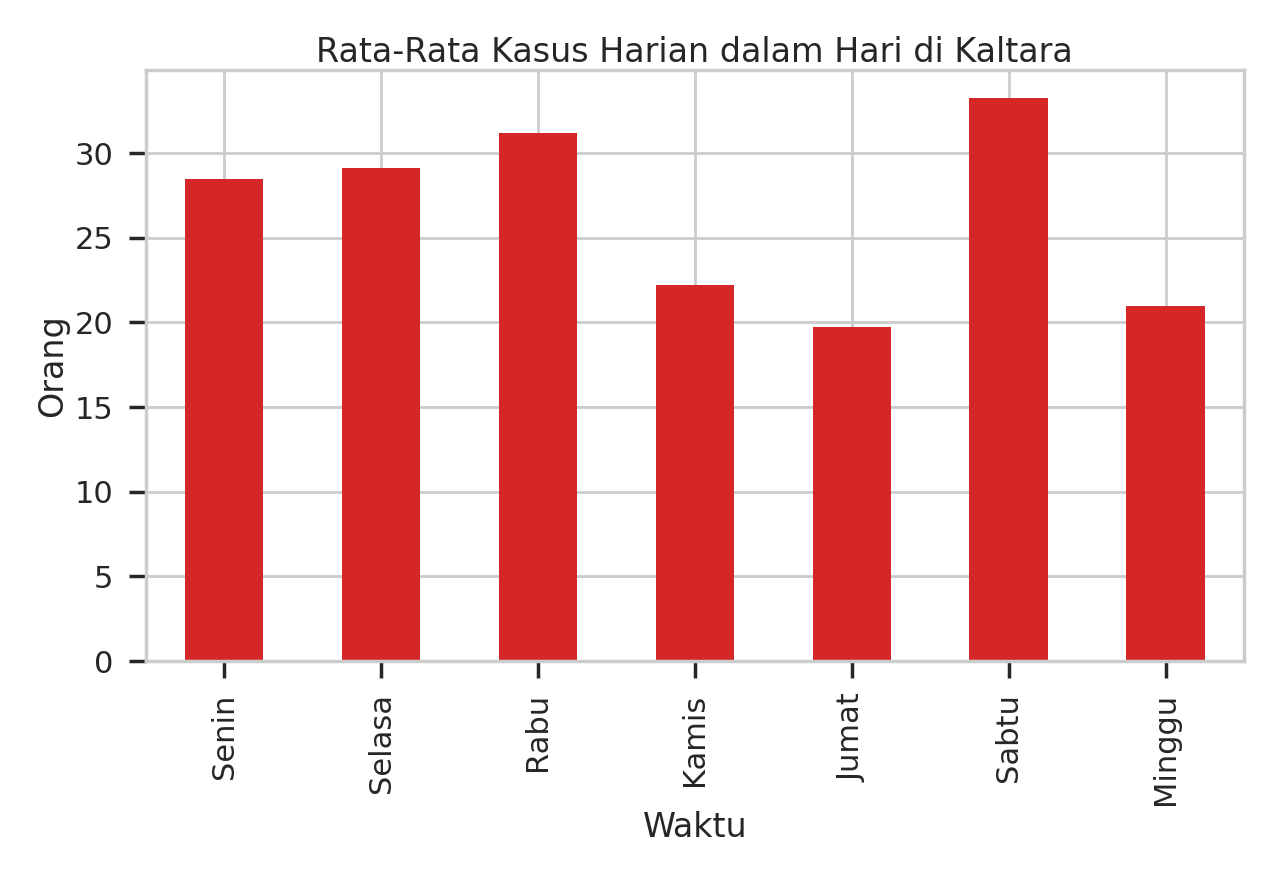 Rata-Rata Kasus Harian dalam Hari di Kaltara
Orang
30
25
20
15
10
5
0
Senin
Selasa
Rabu
Kamis
Jumat
Sabtu
Minggu
Waktu